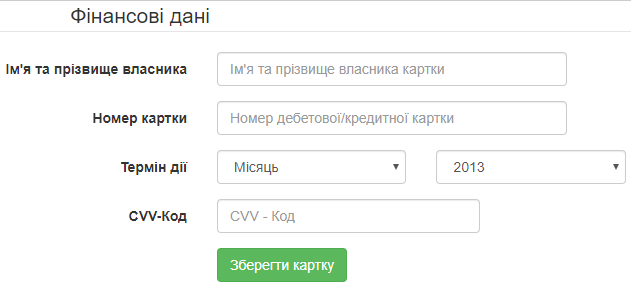 Фінансові дані
Ім'я та прізвище власника Ім'я та прізвище власника картки
Номер картки Номер дебетової/кредитної картки
Термін дії Місяць 2013
CVV-Код CVV - Код
Зберегти картку